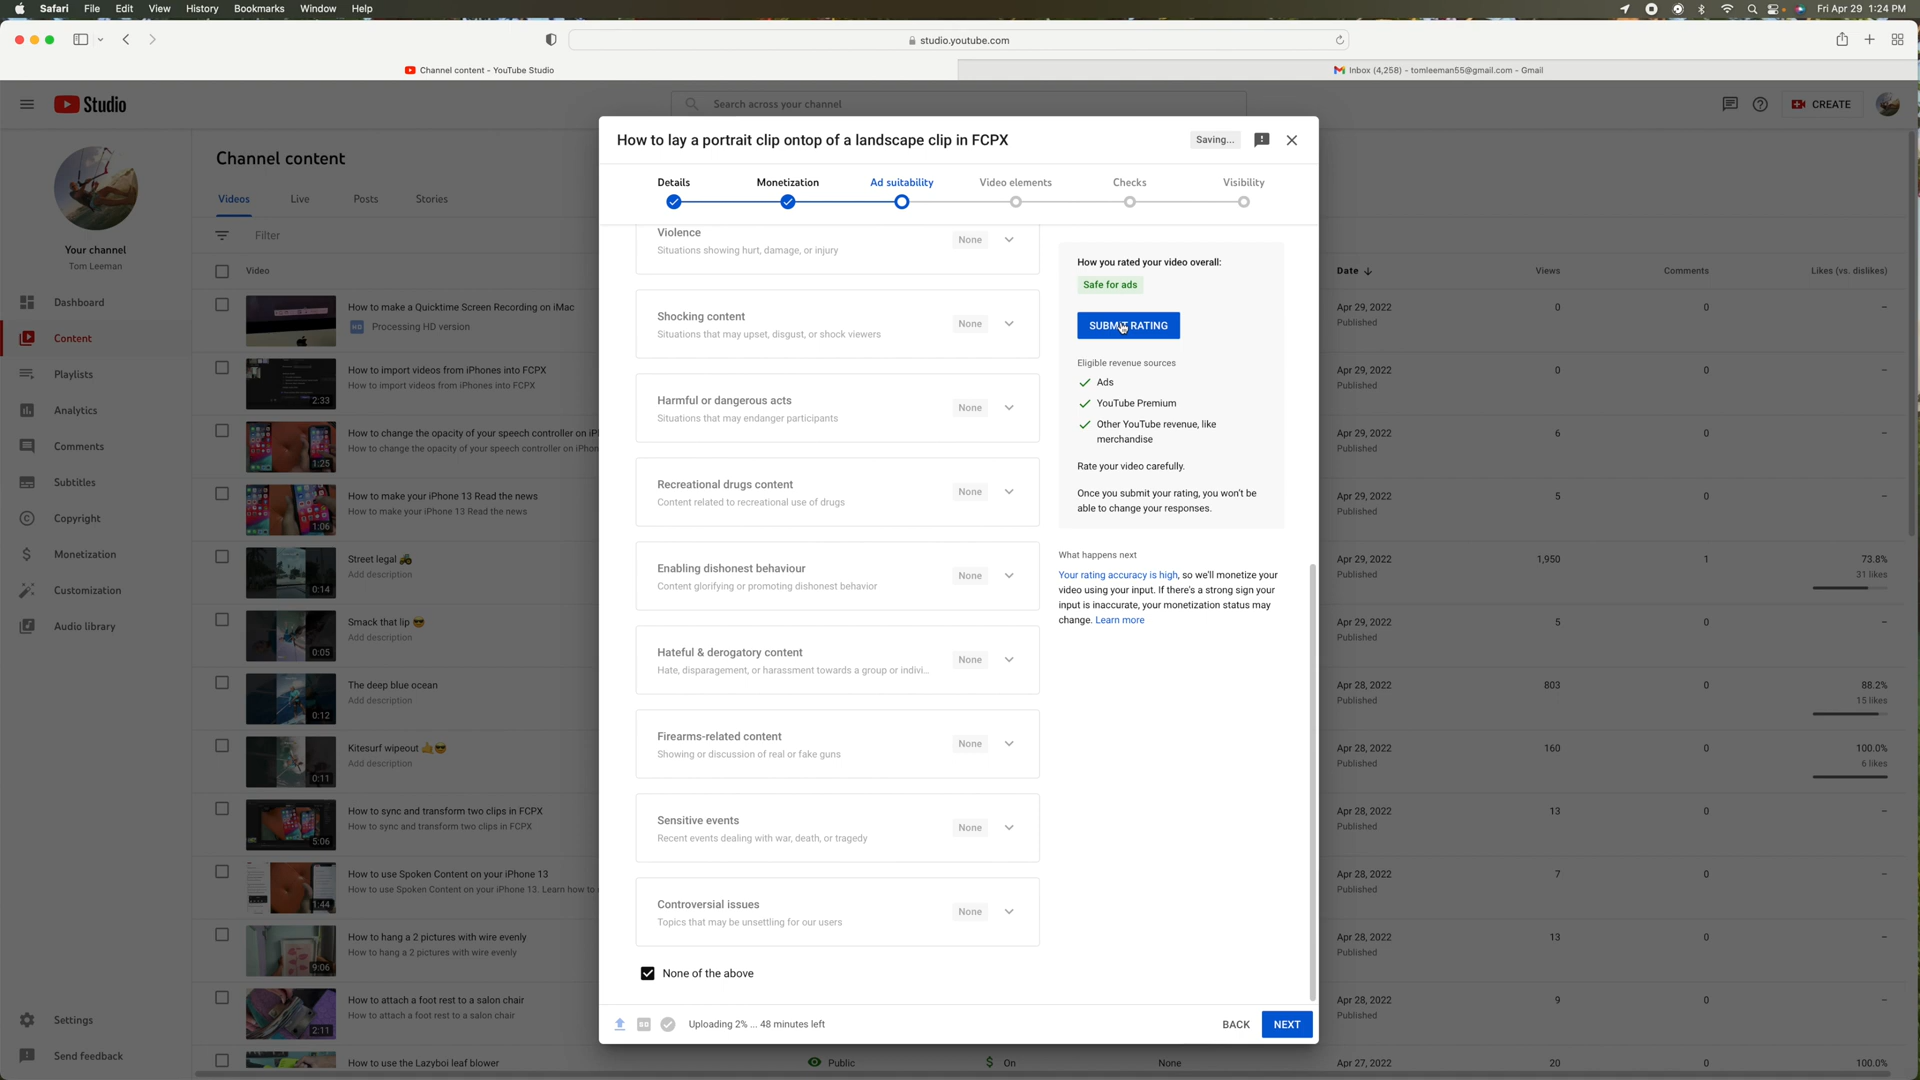 Safari File Edit View History Bookmarks Window Help
Fri Apr 29 1:24 PM
studio.youtube.com
Channel content - YouTube Studio
Inbox (4,258) - tomleeman55@gmail.com - Gmail
Studio
Search across your channel
CREATE
Your channel
Tom Leeman
Dashboard
Content
Playlists
Analytics
Comments
Subtitles
Copyright
Monetization
Customization
Audio library
Settings
Send feedback
Channel content
Videos Live Posts Stories
Filter
Video
Date
Views
Comments
Likes (vs. dislikes)
How to make a Quicktime Screen Recording on iMac
HD Processing HD version
Apr 29, 2022 0 0 –
Published
How to import videos from iPhones into FCPX
How to import videos from iPhones into FCPX
2:33
Apr 29, 2022 0 0 –
Published
How to change the opacity of your speech controller on iP
How to change the opacity of your speech controller on iPhon
1:25
Apr 29, 2022 6 0 –
Published
How to make your iPhone 13 Read the news
How to make your iPhone 13 Read the news
1:06
Apr 29, 2022 5 0 –
Published
Street legal
Add description
0:14
Apr 29, 2022 1,950 1 73.8%
Published 31 likes
Smack that lip
Add description
0:05
Apr 29, 2022 5 0 –
Published
The deep blue ocean
Add description
0:12
Apr 28, 2022 803 0 88.2%
Published 15 likes
Kitesurf wipeout
Add description
0:11
Apr 28, 2022 160 0 100.0%
Published 6 likes
How to sync and transform two clips in FCPX
How to sync and transform two clips in FCPX
5:06
Apr 28, 2022 13 0 –
Published
How to use Spoken Content on your iPhone 13
How to use Spoken Content on your iPhone 13. Learn how to
1:44
Apr 28, 2022 7 0 –
Published
How to hang a 2 pictures with wire evenly
How to hang a 2 pictures with wire evenly
9:06
Apr 28, 2022 13 0 –
Published
How to attach a foot rest to a salon chair
How to attach a foot rest to a salon chair
2:11
Apr 28, 2022 9 0 –
Published
How to use the Lazyboi leaf blower
Public $ On None Apr 27, 2022 20 0 100.0%
How to lay a portrait clip ontop of a landscape clip in FCPX
Saving...
Details Monetization Ad suitability Video elements Checks Visibility
Violence
Situations showing hurt, damage, or injury
None
Shocking content
Situations that may upset, disgust, or shock viewers
None
Harmful or dangerous acts
Situations that may endanger participants
None
Recreational drugs content
Content related to recreational use of drugs
None
Enabling dishonest behaviour
Content glorifying or promoting dishonest behavior
None
Hateful & derogatory content
Hate, disparagement, or harassment towards a group or indivi...
None
Firearms-related content
Showing or discussion of real or fake guns
None
Sensitive events
Recent events dealing with war, death, or tragedy
None
Controversial issues
Topics that may be unsettling for our users
None
None of the above
How you rated your video overall:
Safe for ads
SUBMIT RATING
Eligible revenue sources
Ads
YouTube Premium
Other YouTube revenue, like
merchandise
Rate your video carefully.
Once you submit your rating, you won't be
able to change your responses.
What happens next
Your rating accuracy is high, so we'll monetize your
video using your input. If there's a strong sign your
input is inaccurate, your monetization status may
change. Learn more
Uploading 2% ... 48 minutes left
BACK
NEXT